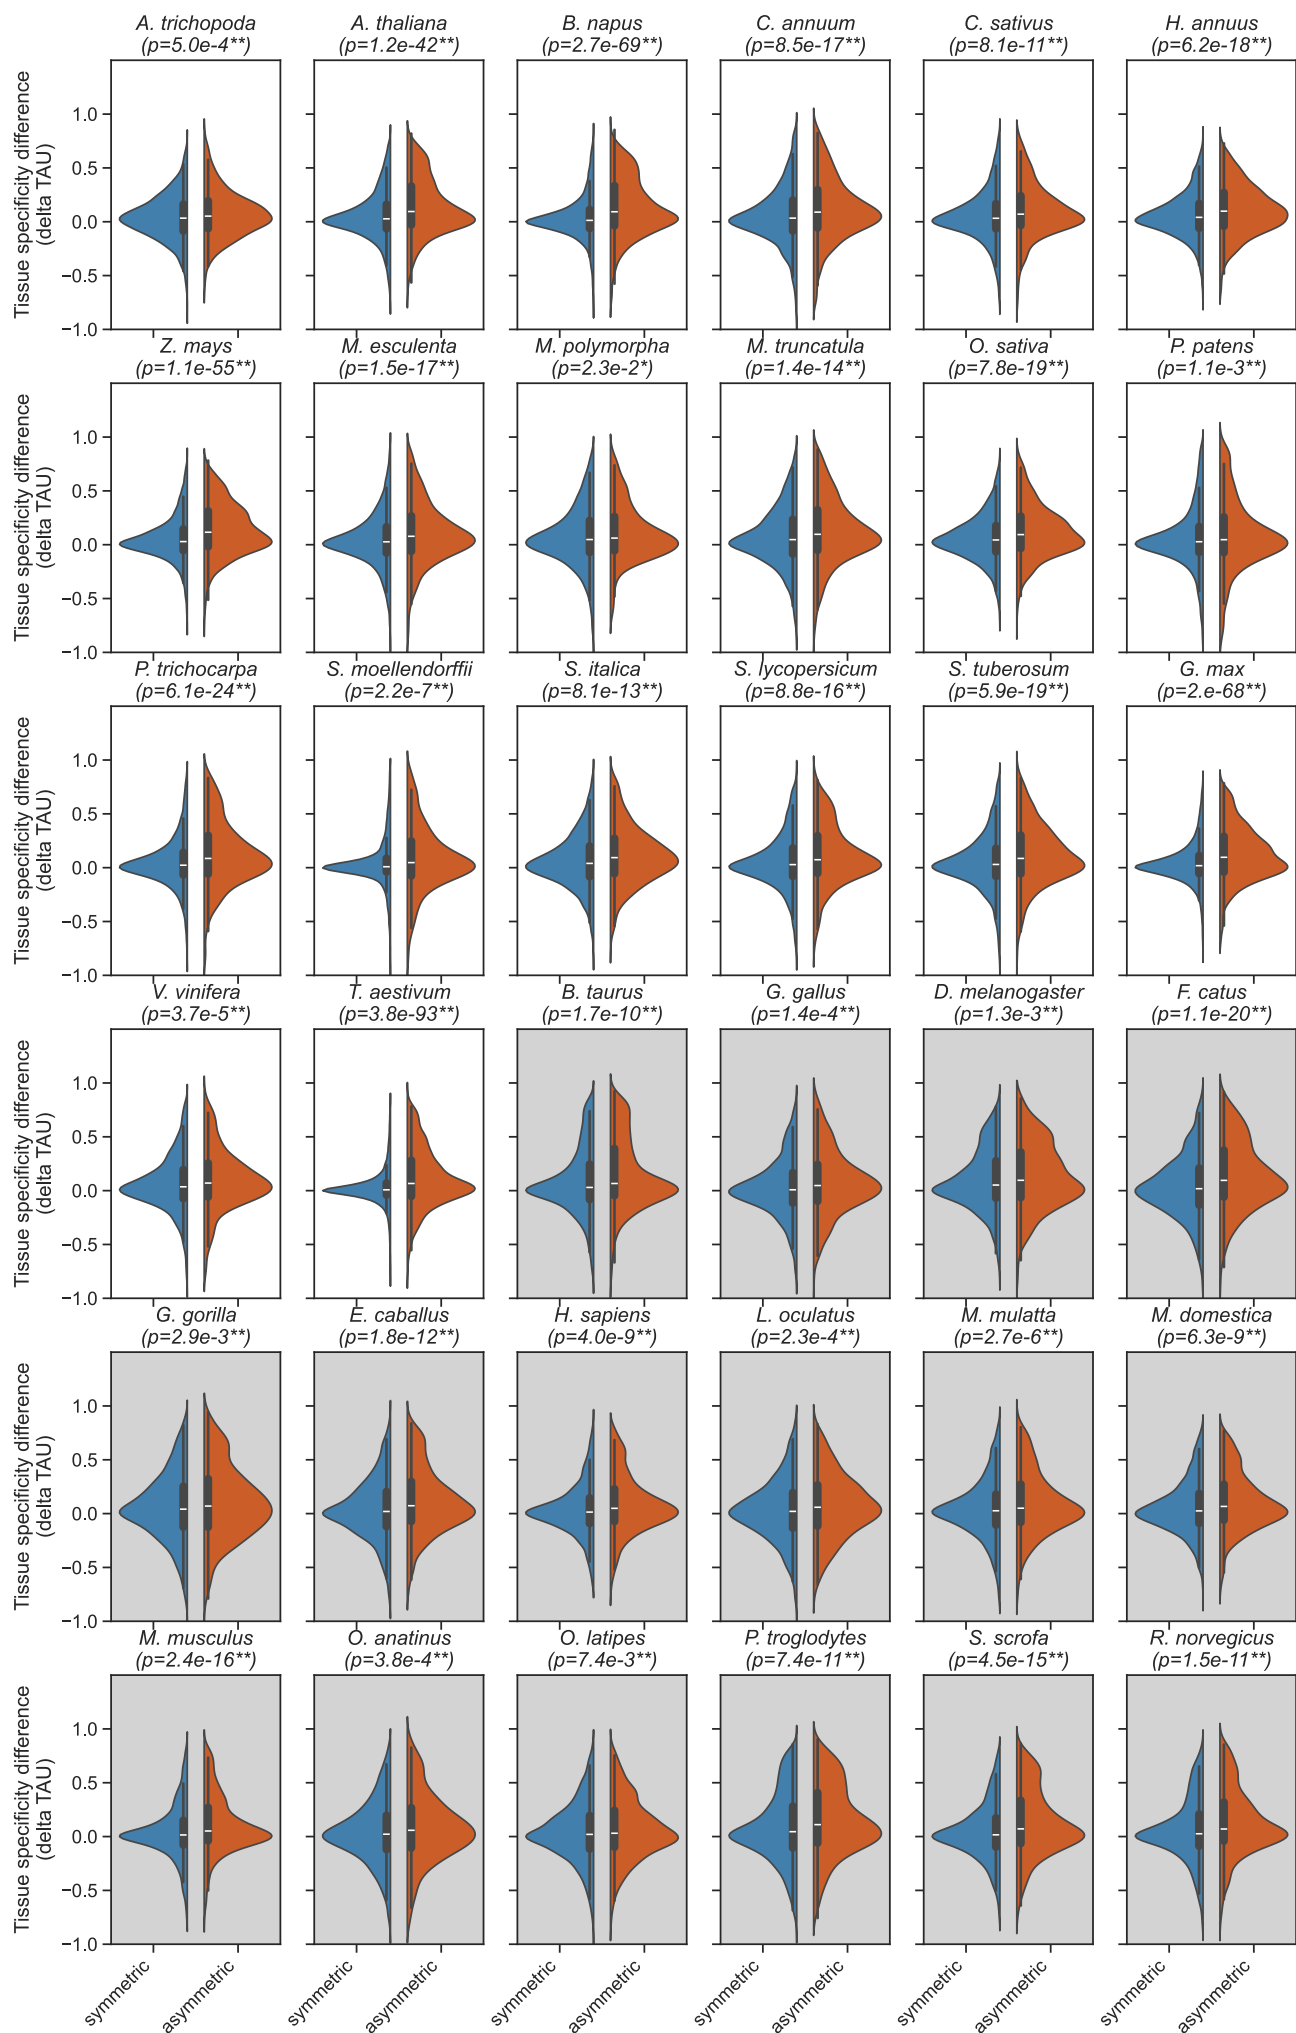 A. trichopoda
(p=5.0e-4**)
A. thaliana
(p=1.2e-42**)
B. napus
(p=2.7e-69**)
C. annuum
(p=8.5e-17**)
C. sativus
(p=8.1e-11**)
H. annuus
(p=6.2e-18**)
Tissue specificity difference
(delta TAU)
1.0
0.5
0.0
−0.5
−1.0
Z. mays
(p=1.1e-55**)
M. esculenta
(p=1.5e-17**)
M. polymorpha
(p=2.3e-2*)
M. truncatula
(p=1.4e-14**)
O. sativa
(p=7.8e-19**)
P. patens
(p=1.1e-3**)
Tissue specificity difference
(delta TAU)
1.0
0.5
0.0
−0.5
−1.0
P. trichocarpa
(p=6.1e-24**)
S. moellendorffii
(p=2.2e-7**)
S. italica
(p=8.1e-13**)
S. lycopersicum
(p=8.8e-16**)
S. tuberosum
(p=5.9e-19**)
G. max
(p=2.e-68**)
Tissue specificity difference
(delta TAU)
1.0
0.5
0.0
−0.5
−1.0
V. vinifera
(p=3.7e-5**)
T. aestivum
(p=3.8e-93**)
B. taurus
(p=1.7e-10**)
G. gallus
(p=1.4e-4**)
D. melanogaster
(p=1.3e-3**)
F. catus
(p=1.1e-20**)
Tissue specificity difference
(delta TAU)
1.0
0.5
0.0
−0.5
−1.0
G. gorilla
(p=2.9e-3**)
E. caballus
(p=1.8e-12**)
H. sapiens
(p=4.0e-9**)
L. oculatus
(p=2.3e-4**)
M. mulatta
(p=2.7e-6**)
M. domestica
(p=6.3e-9**)
Tissue specificity difference
(delta TAU)
1.0
0.5
0.0
−0.5
−1.0
M. musculus
(p=2.4e-16**)
O. anatinus
(p=3.8e-4**)
O. latipes
(p=7.4e-3**)
P. troglodytes
(p=7.4e-11**)
S. scrofa
(p=4.5e-15**)
R. norvegicus
(p=1.5e-11**)
Tissue specificity difference
(delta TAU)
1.0
0.5
0.0
−0.5
−1.0
symmetric
asymmetric
symmetric
asymmetric
symmetric
asymmetric
symmetric
asymmetric
symmetric
asymmetric
symmetric
asymmetric